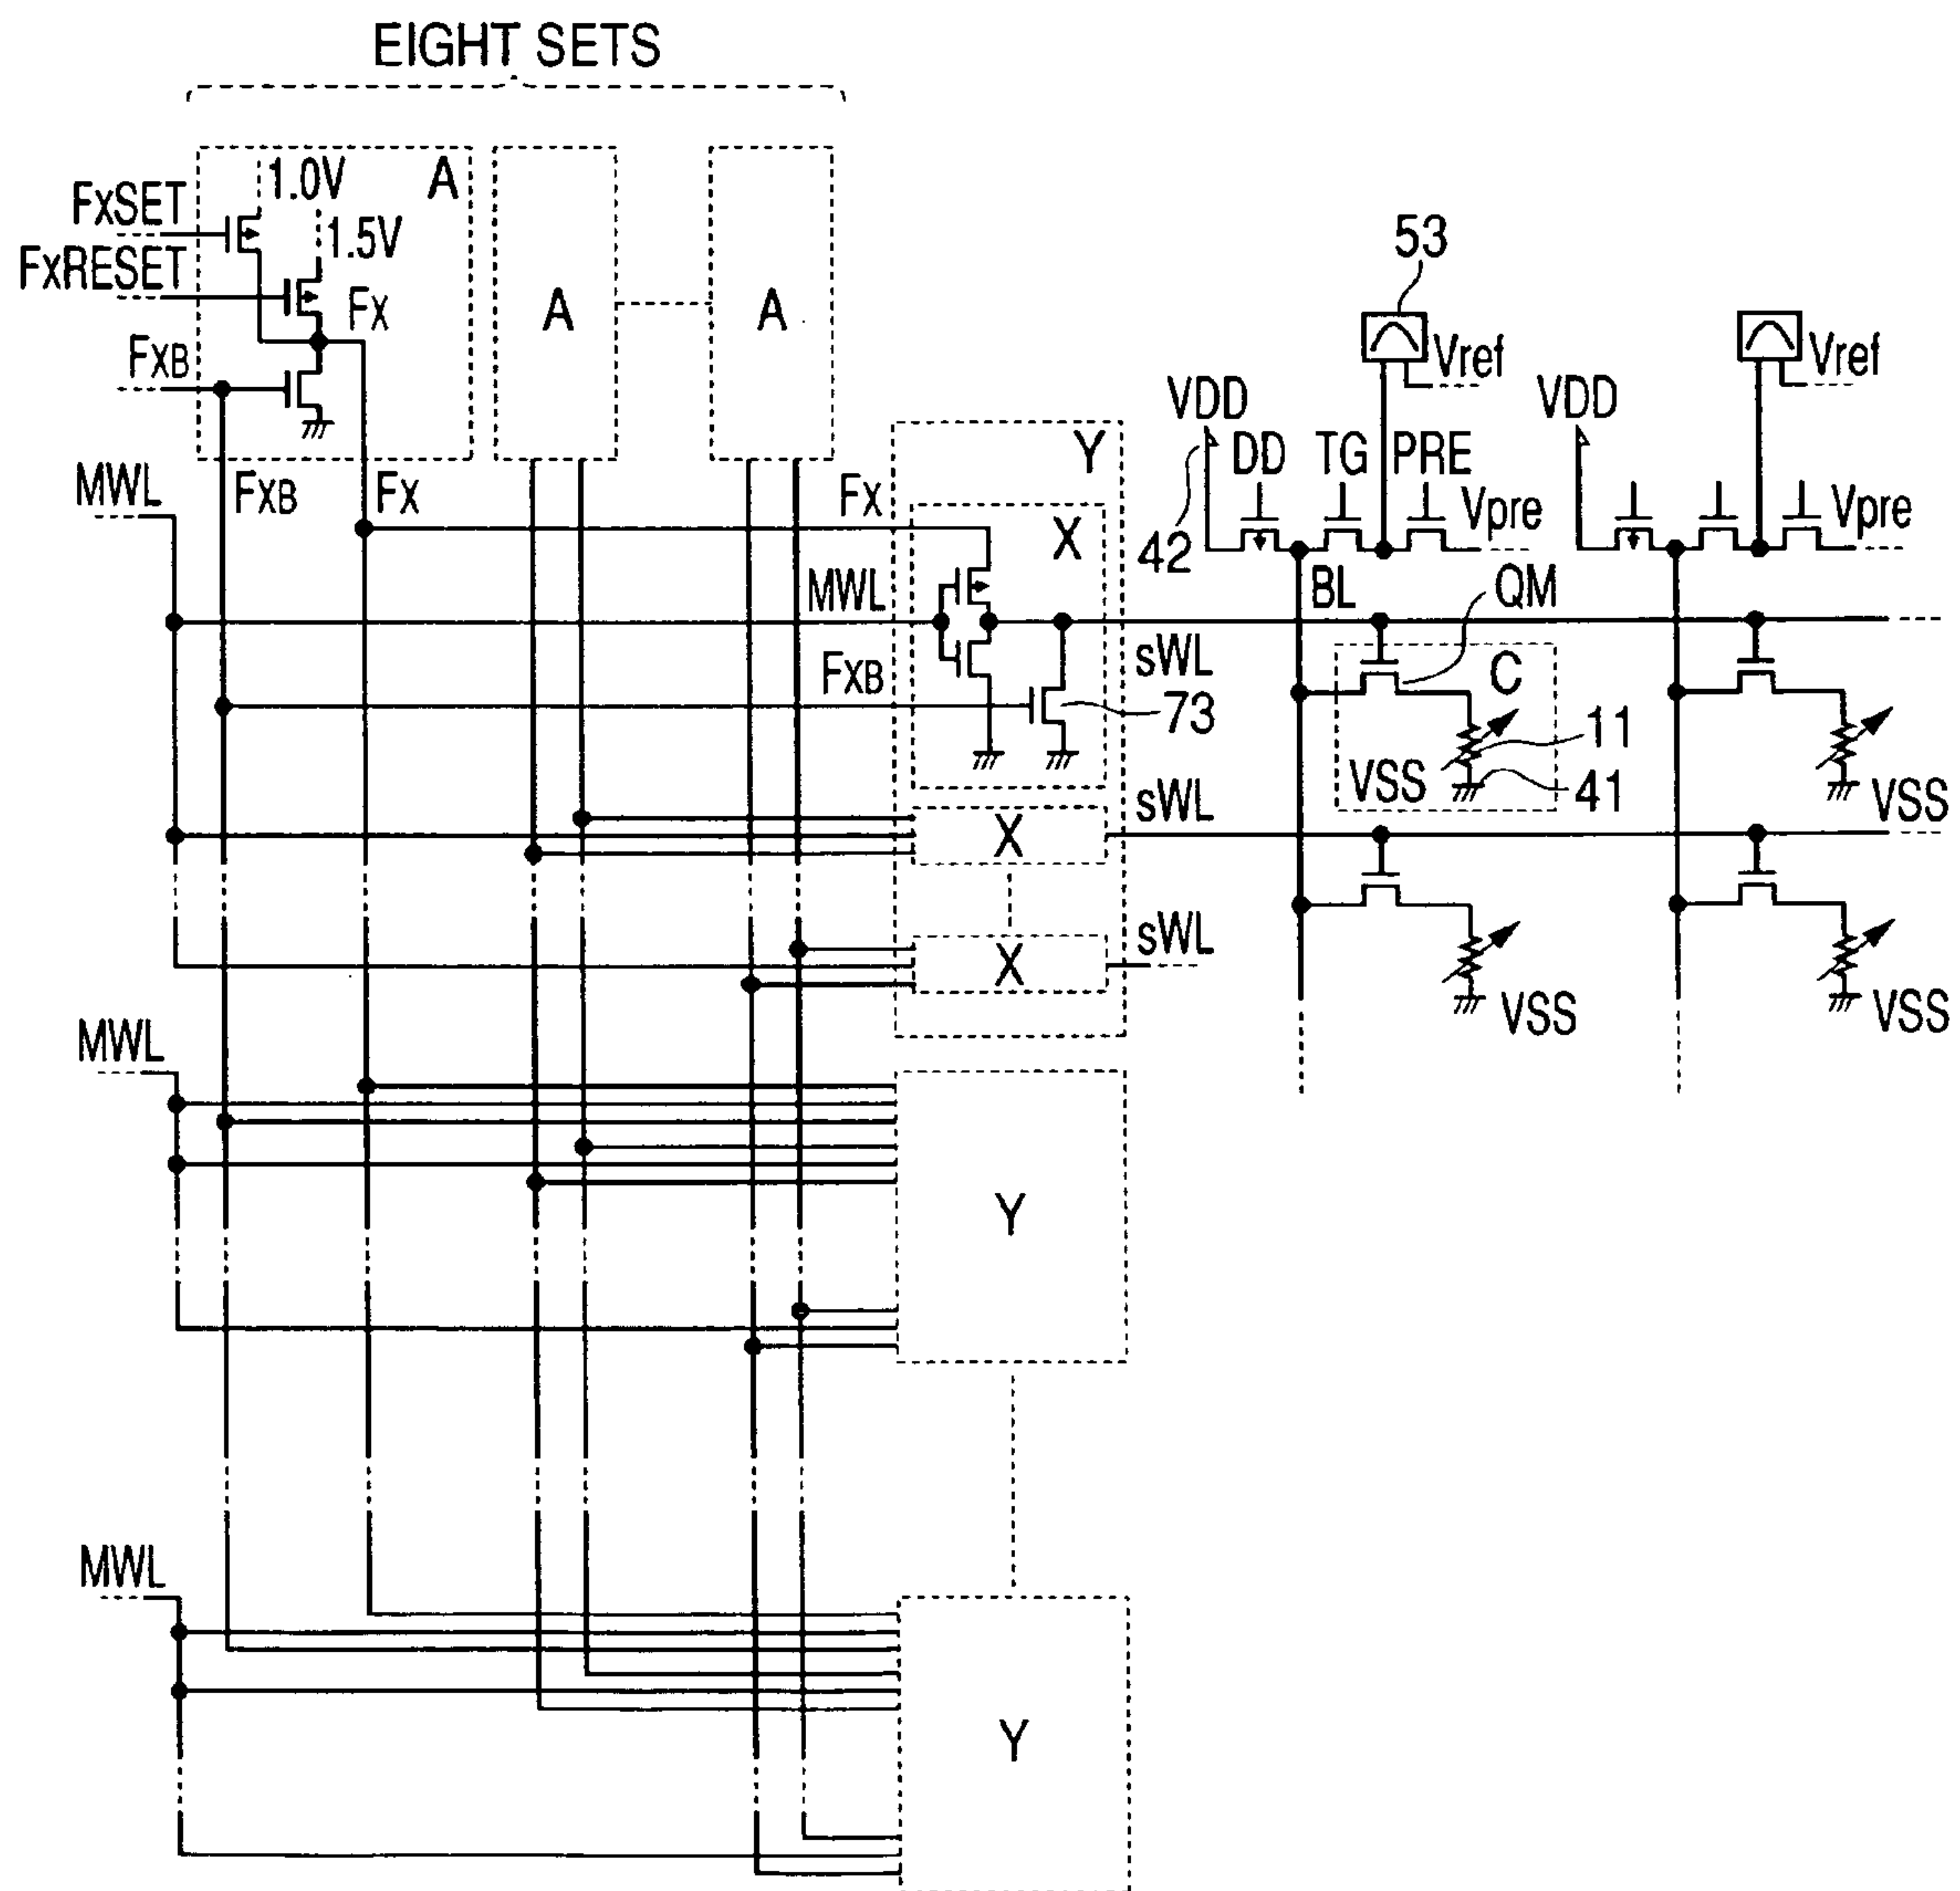 EIGHT SETS
1.0V
A
FxSET
1.5V
FxRESET
Fx
FxB
A
A
53
Vref
Vref
VDD
VDD
DD
TG
PRE
Vpre
Vpre
42
MWL
FxB
Fx
Fx
Y
X
MWL
BL
QM
FxB
sWL
73
C
11
VSS
41
VSS
X
sWL
X
sWL
VSS
VSS
MWL
Y
MWL
Y